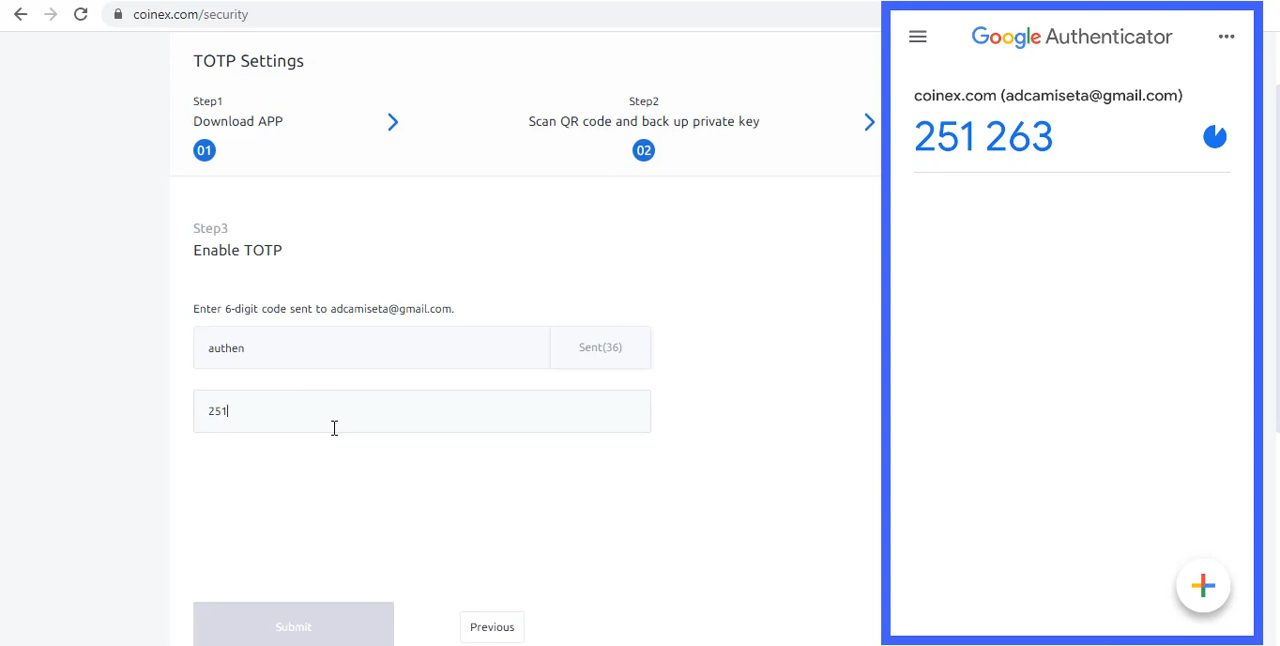 coinex.com/security
TOTP Settings
Step1
Download APP
01
Step2
Scan QR code and back up private key
02
Step3
Enable TOTP
Enter 6-digit code sent to adcamiseta@gmail.com.
authen
Sent(36)
251
Submit
Previous
Google Authenticator
coinex.com (adcamiseta@gmail.com)
251 263